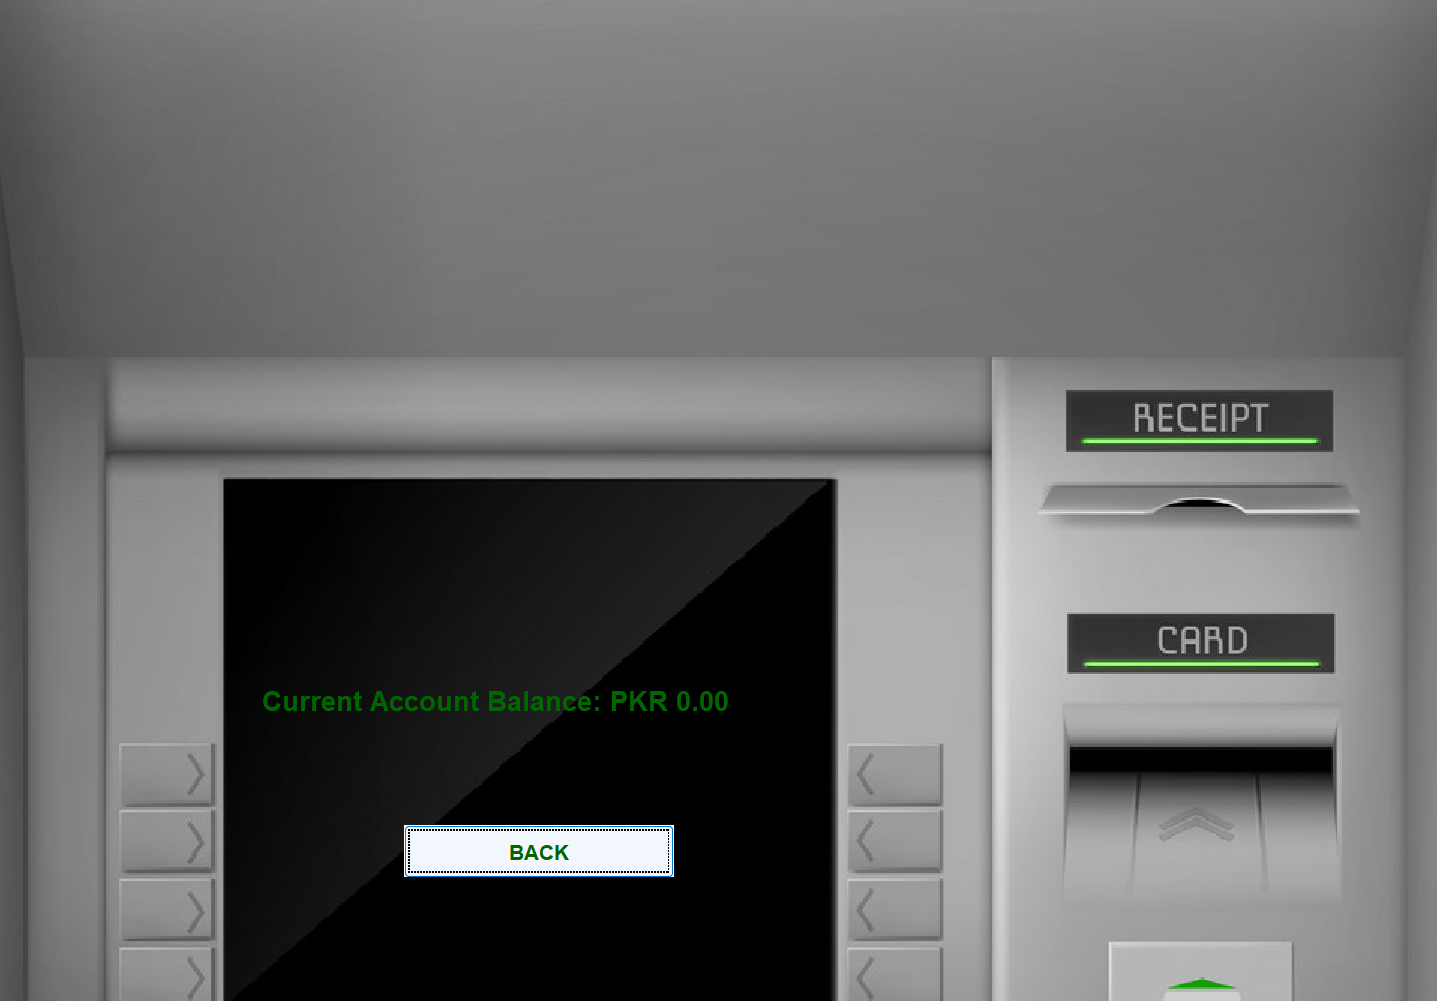 RECEIPT
CARD
Current Account Balance: PKR 0.00
BACK